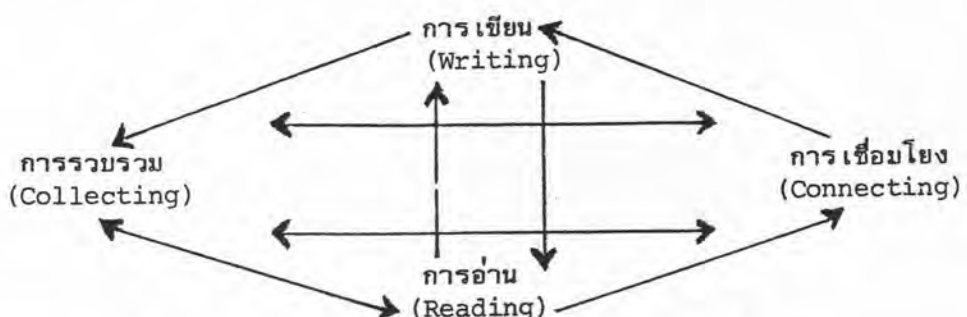 การเขียน
(Writing)
การรวบรวม
(Collecting)
การเชื่อมโยง
(Connecting)
การอ่าน
(Reading)